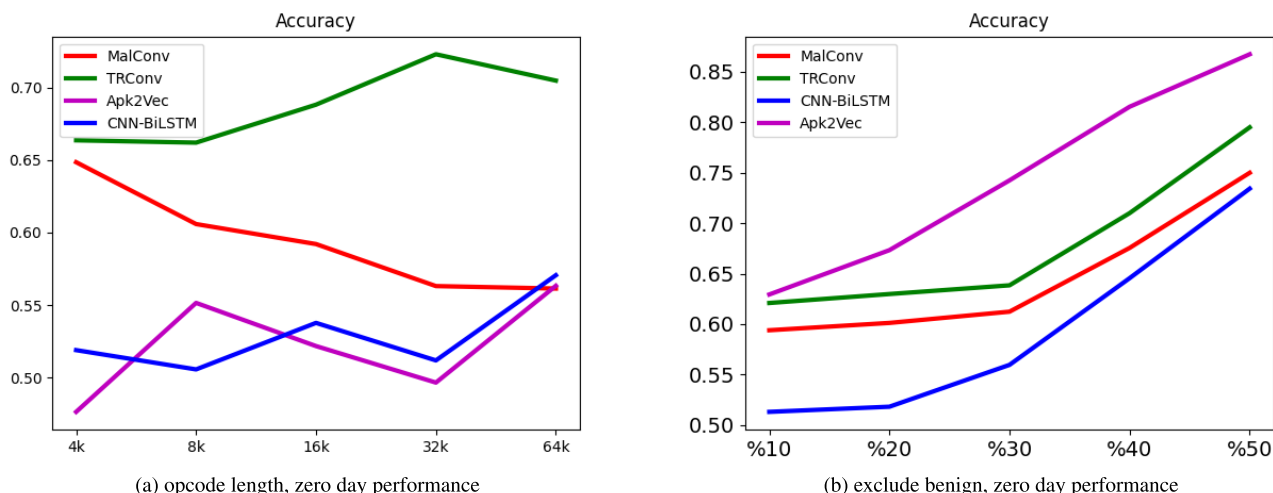 Accuracy
MalConv
TRConv
Apk2Vec
CNN-BiLSTM
0.70
0.65
0.60
0.55
0.50
4k 8k 16k 32k 64k
(a) opcode length, zero day performance
Accuracy
MalConv
TRConv
CNN-BiLSTM
Apk2Vec
0.85
0.80
0.75
0.70
0.65
0.60
0.55
0.50
%10 %20 %30 %40 %50
(b) exclude benign, zero day performance